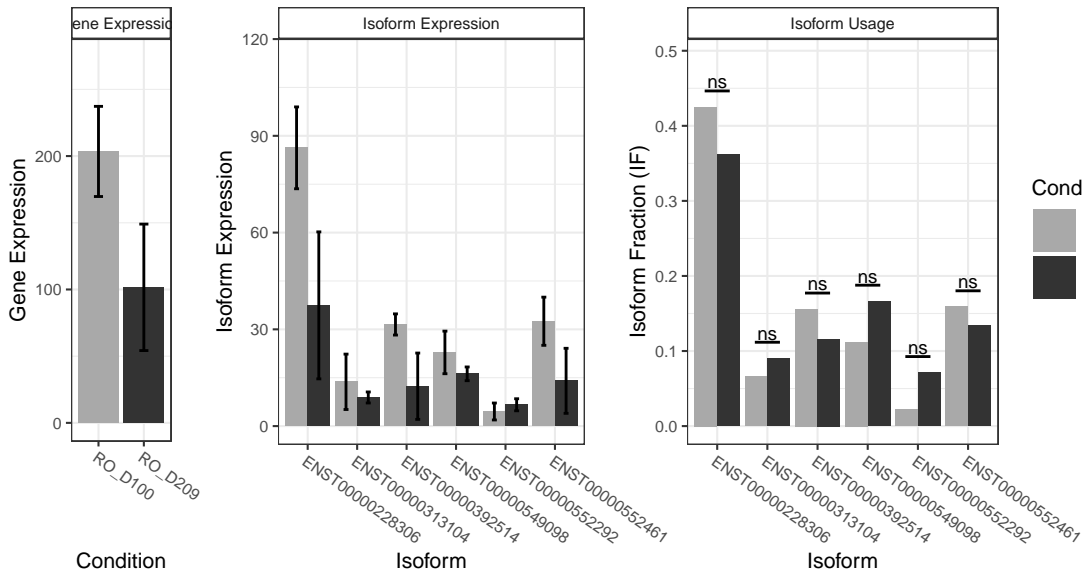 ene Expressio
Gene Expression
200
100
0
RO_D100
RO_D209
Condition
Isoform Expression
Isoform Expression
120
90
60
30
0
ENST00000228306
ENST00000313104
ENST00000392514
ENST00000549098
ENST00000552292
ENST00000552461
Isoform
Isoform Usage
Isoform Fraction (IF)
0.5
0.4
0.3
0.2
0.1
0.0
ns
ns
ns
ns
ns
ns
ENST00000228306
ENST00000313104
ENST00000392514
ENST00000549098
ENST00000552292
ENST00000552461
Isoform
Cond